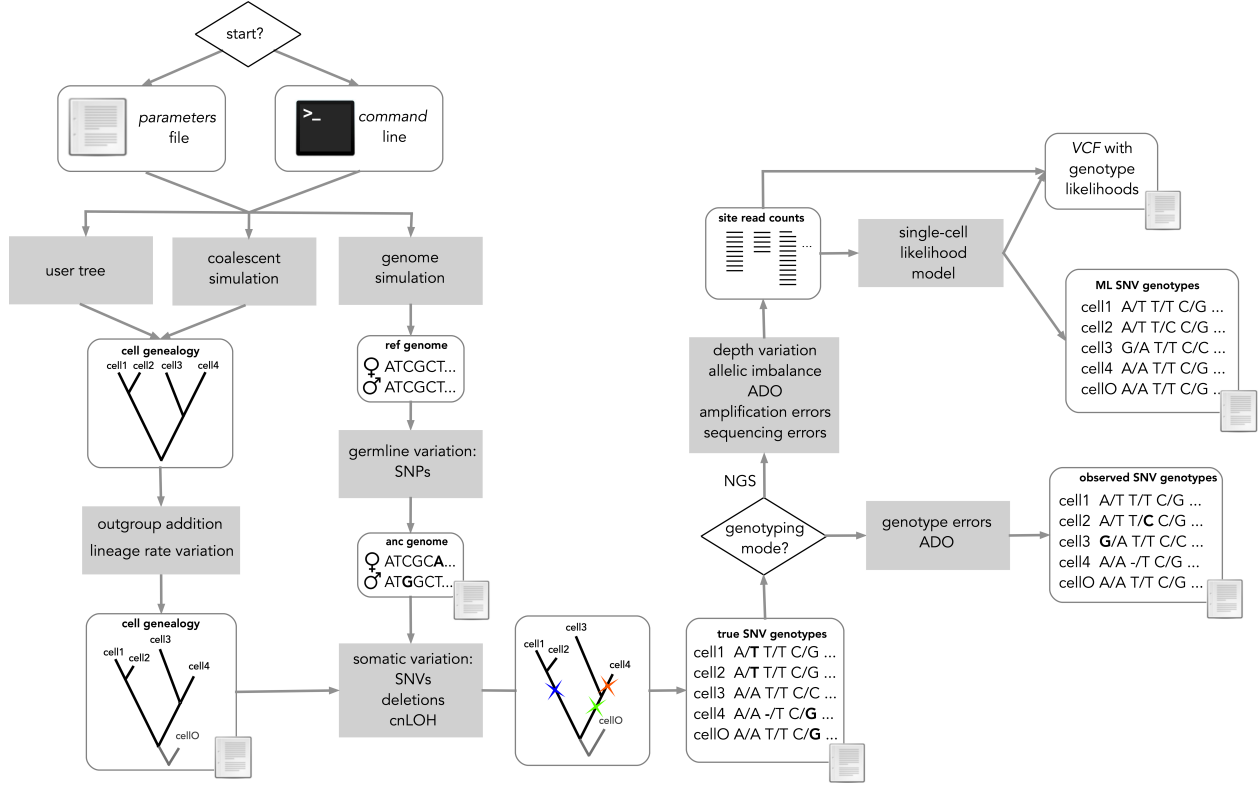 start?
parameters
file
>_
command
line
user tree
coalescent
simulation
genome
simulation
cell genealogy
cell1 cell2 cell3 cell4
ref genome
♀ ATCGCT...
♂ ATCGCT...
germline variation:
SNPs
outgroup addition
lineage rate variation
anc genome
♀ ATCGCA...
♂ ATGGCT...
cell genealogy
cell3
cell1
cell2
cell4
cellO
somatic variation:
SNVs
deletions
cnLOH
cell3
cell1
cell2
cell4
cellO
true SNV genotypes
cell1 A/T T/T C/G ...
cell2 A/T T/T C/G ...
cell3 A/A T/T C/C ...
cell4 A/A -/T C/G ...
cellO A/A T/T C/G ...
genotyping
mode?
NGS
depth variation
allelic imbalance
ADO
amplification errors
sequencing errors
site read counts
...
single-cell
likelihood
model
VCF with
genotype
likelihoods
ML SNV genotypes
cell1 A/T T/T C/G ...
cell2 A/T T/C C/G ...
cell3 G/A T/T C/C ...
cell4 A/A T/T C/G ...
cellO A/A T/T C/G ...
genotype errors
ADO
observed SNV genotypes
cell1 A/T T/T C/G ...
cell2 A/T T/C C/G ...
cell3 G/A T/T C/C ...
cell4 A/A -/T C/G ...
cellO A/A T/T C/G ...